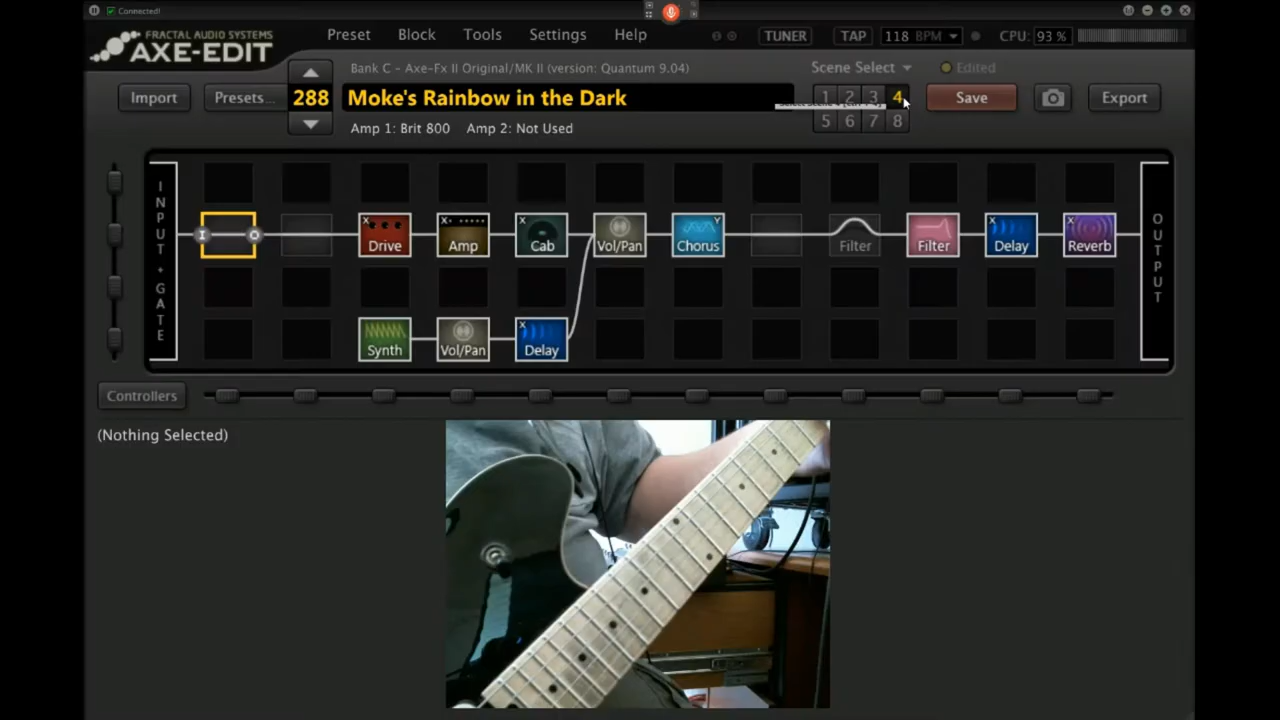 Connected!
FRACTAL AUDIO SYSTEMS
AXE-EDIT
Preset Block Tools Settings Help
TUNER TAP 118 BPM CPU: 93 %
Bank C - Axe-Fx II Original/MK II (version: Quantum 9.04)
Scene Select Edited
Import Presets... 288 Moke's Rainbow in the Dark
1 2 3 4
Save Export
Amp 1: Brit 800 Amp 2: Not Used
5 6 7 8
INPUT + GATE
X Drive X Amp X Cab Vol/Pan Y Chorus Filter Filter X Delay X Reverb
I O
Synth Vol/Pan X Delay
OUTPUT
Controllers
(Nothing Selected)